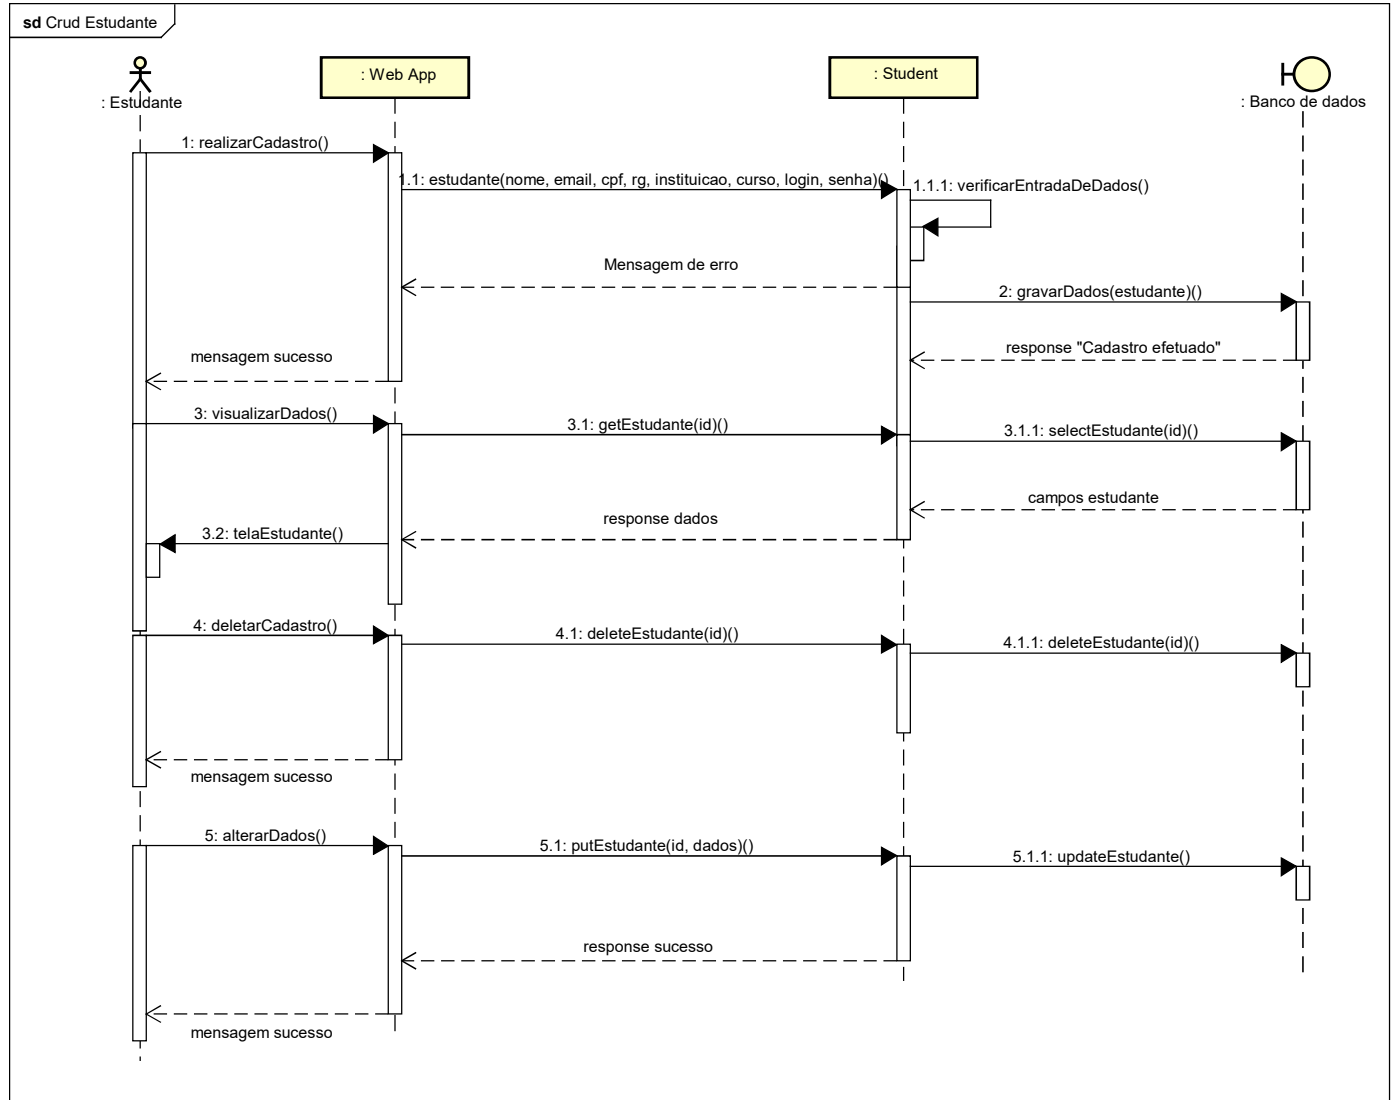 sd Crud Estudante
: Estudante
: Web App
: Student
: Banco de dados
1: realizarCadastro()
1.1: estudante(nome, email, cpf, rg, instituicao, curso, login, senha)()
1.1.1: verificarEntradaDeDados()
Mensagem de erro
2: gravarDados(estudante)()
response "Cadastro efetuado"
mensagem sucesso
3: visualizarDados()
3.1: getEstudante(id)()
3.1.1: selectEstudante(id)()
campos estudante
response dados
3.2: telaEstudante()
4: deletarCadastro()
4.1: deleteEstudante(id)()
4.1.1: deleteEstudante(id)()
mensagem sucesso
5: alterarDados()
5.1: putEstudante(id, dados)()
5.1.1: updateEstudante()
response sucesso
mensagem sucesso